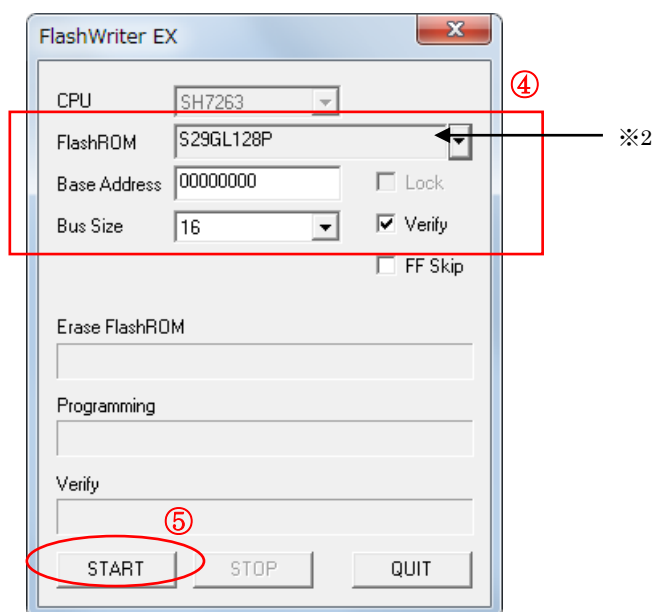 FlashWriter EX
④
CPU SH7263
FlashROM S29GL128P
※2
Base Address 00000000 Lock
Bus Size 16 Verify
FF Skip
Erase FlashROM
Programming
Verify
⑤
START STOP QUIT